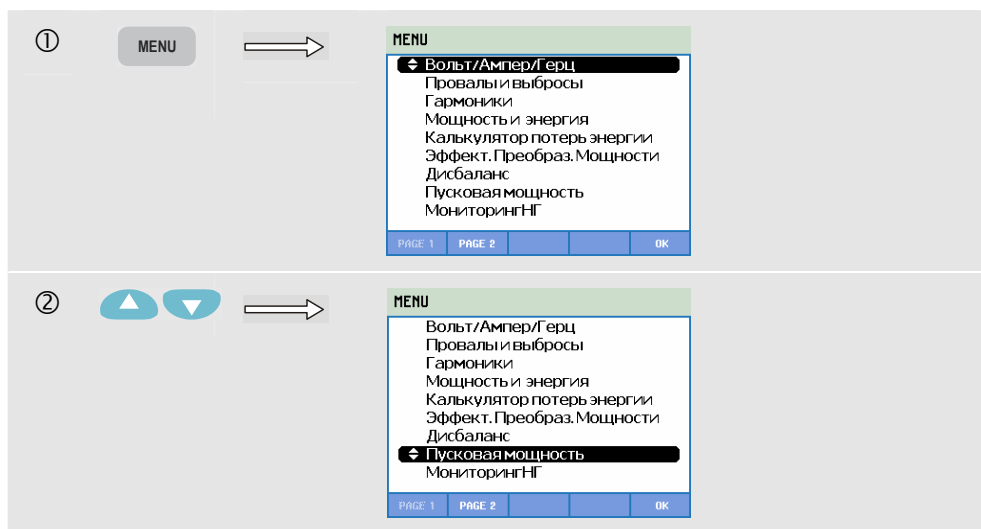 ①
MENU
MENU
Вольт/Ампер/Герц
Провалы и выбросы
Гармоники
Мощность и энергия
Калькулятор потерь энергии
Эффект. Преобраз. Мощности
Дисбаланс
Пусковая мощность
МониторингНГ
PAGE 1 PAGE 2 OK
②
MENU
Вольт/Ампер/Герц
Провалы и выбросы
Гармоники
Мощность и энергия
Калькулятор потерь энергии
Эффект. Преобраз. Мощности
Дисбаланс
Пусковая мощность
МониторингНГ
PAGE 1 PAGE 2 OK